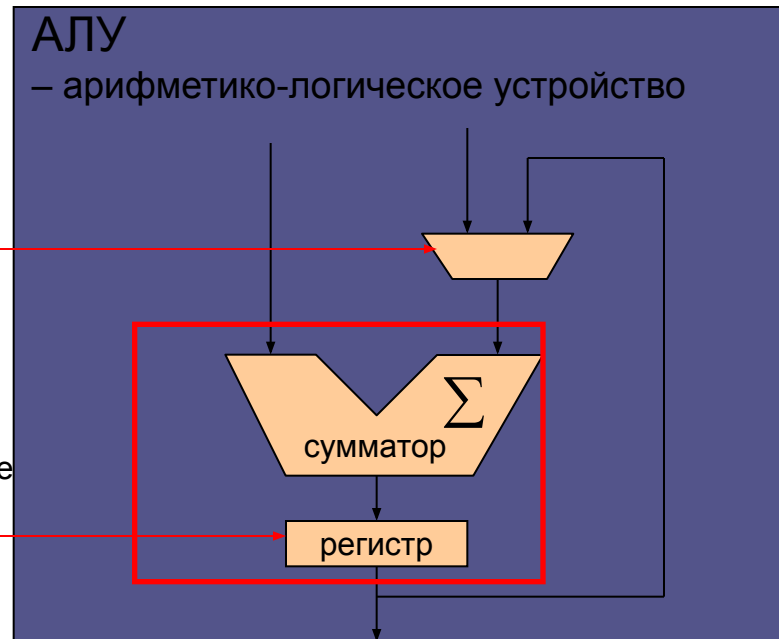 АЛУ
– арифметико-логическое устройство
Σ
сумматор
е
регистр